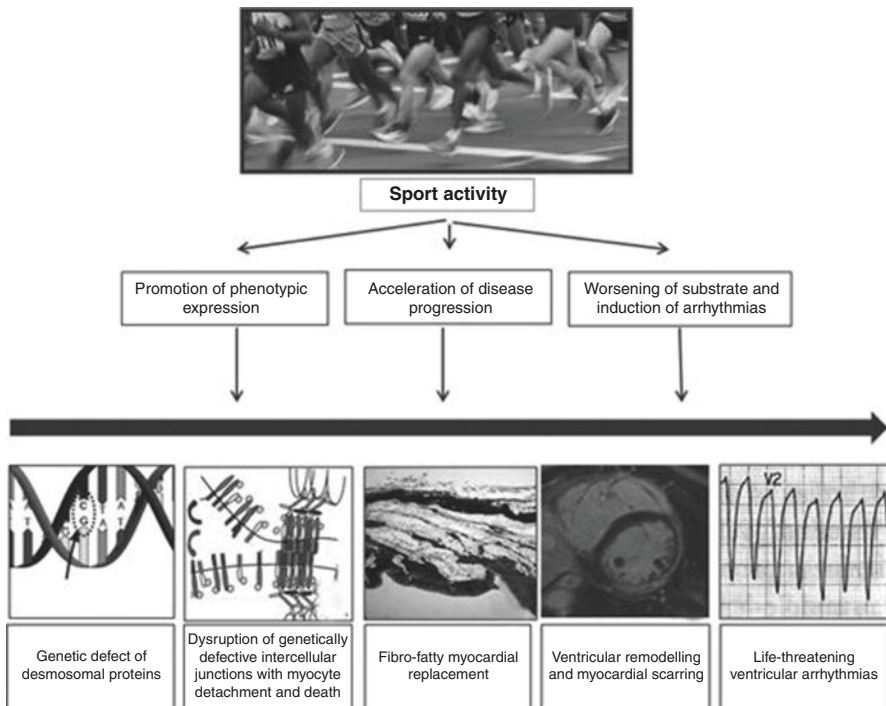 Sport activity
Promotion of phenotypic
expression
Acceleration of disease
progression
Worsening of substrate and
induction of arrhythmias
C
G
T
A
A
T
V2
Genetic defect of
desmosomal proteins
Dysruption of genetically
defective intercellular
junctions with myocyte
detachment and death
Fibro-fatty myocardial
replacement
Ventricular remodelling
and myocardial scarring
Life-threatening
ventricular arrhythmias